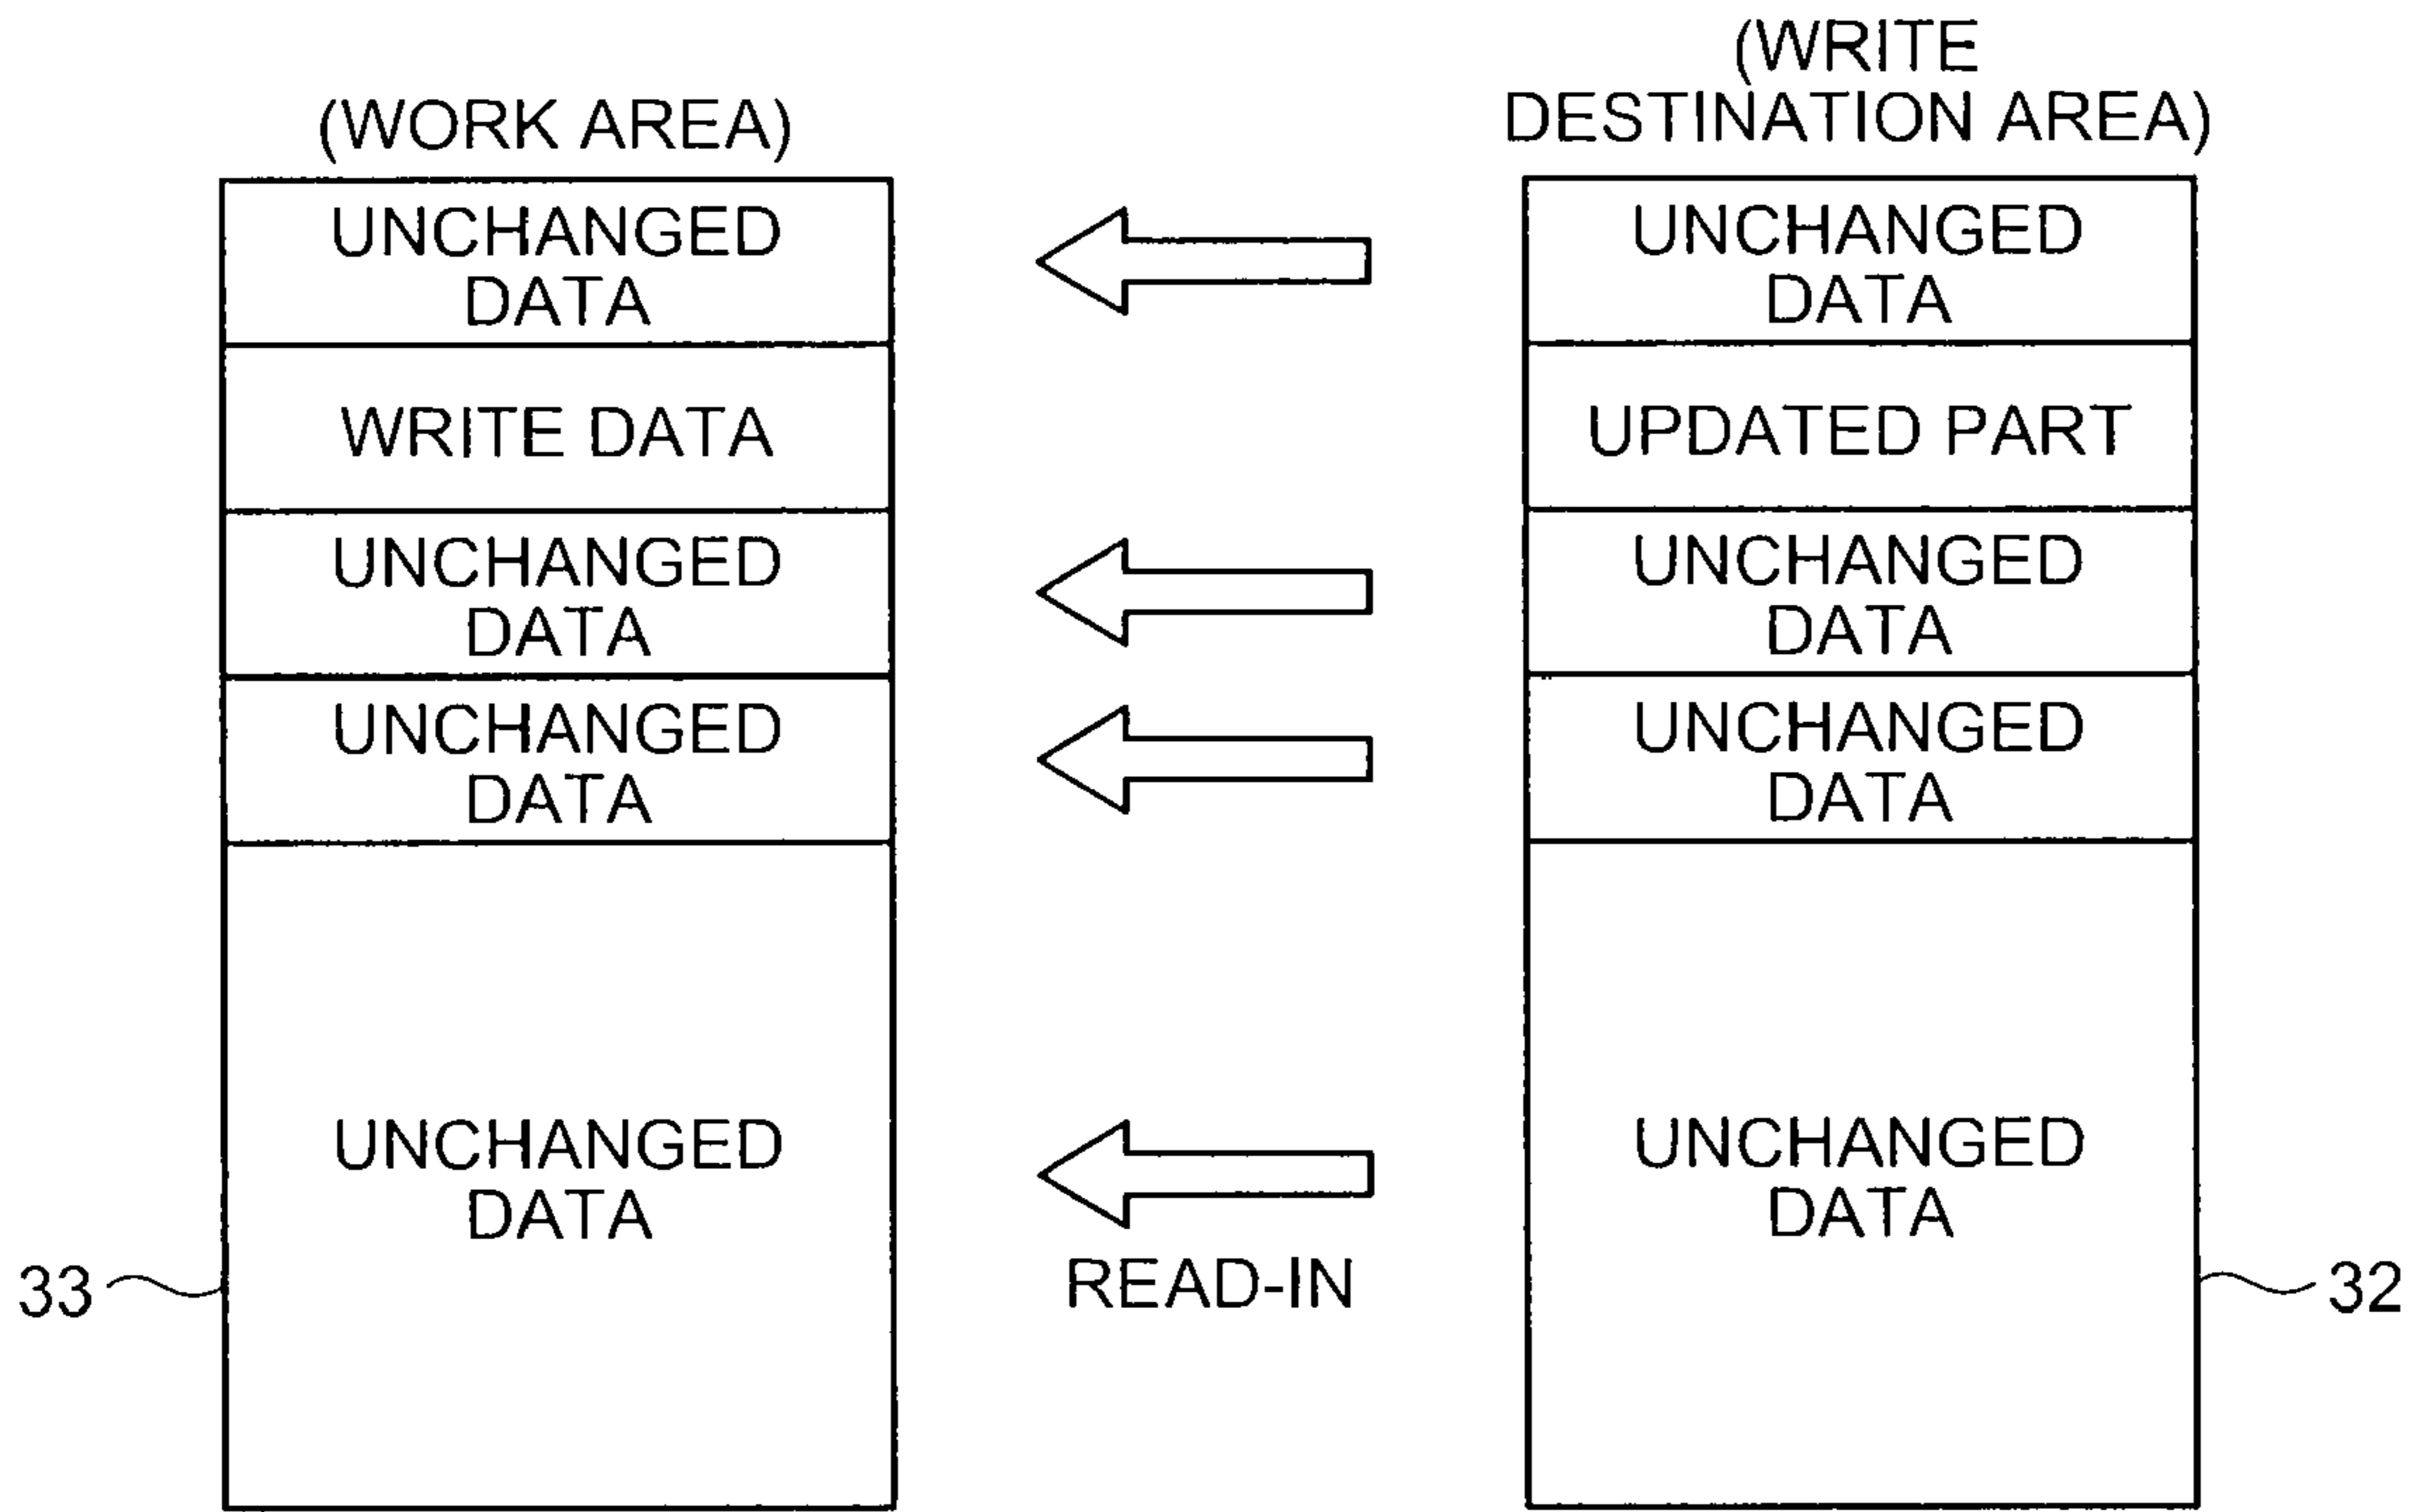 (WORK AREA)
UNCHANGED
DATA
WRITE DATA
UNCHANGED
DATA
UNCHANGED
DATA
UNCHANGED
DATA
33
READ-IN
(WRITE
DESTINATION AREA)
UNCHANGED
DATA
UPDATED PART
UNCHANGED
DATA
UNCHANGED
DATA
UNCHANGED
DATA
32